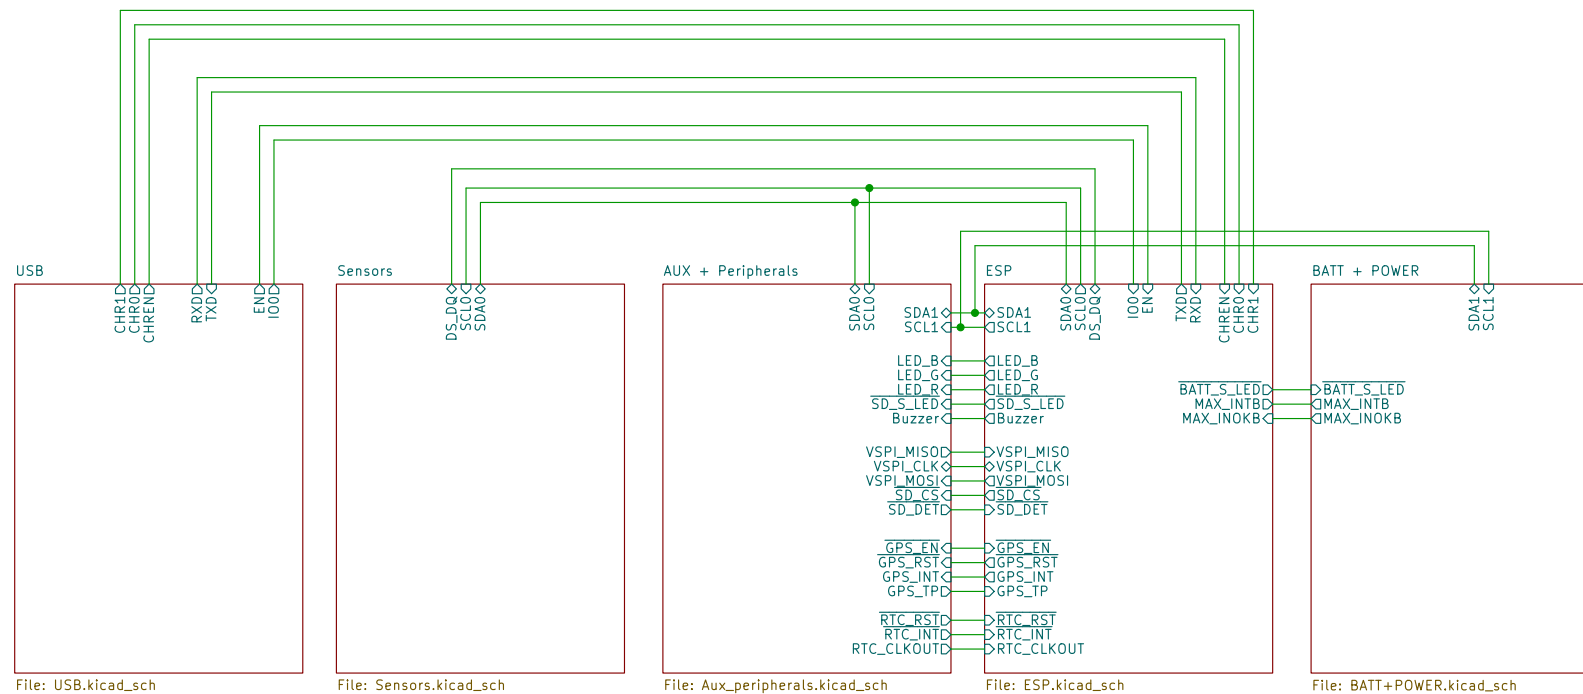 USB
CHR1
CHR0
CHREN
RXD
TXD
EN
IO0
File: USB.kicad_sch
Sensors
DS_DQ
SCL0
SDA0
File: Sensors.kicad_sch
AUX + Peripherals
SDA0
SCL0
SDA1
SCL1
LED_B
LED_G
LED_R
SD_S_LED
Buzzer
VSPI_MISO
VSPI_CLK
VSPI_MOSI
SD_CS
SD_DET
GPS_EN
GPS_RST
GPS_INT
GPS_TP
RTC_RST
RTC_INT
RTC_CLKOUT
File: Aux_peripherals.kicad_sch
ESP
SDA0
SCL0
DS_DQ
IO0
EN
TXD
RXD
CHREN
CHR0
CHR1
SDA1
SCL1
LED_B
LED_G
LED_R
SD_S_LED
Buzzer
VSPI_MISO
VSPI_CLK
VSPI_MOSI
SD_CS
SD_DET
GPS_EN
GPS_RST
GPS_INT
GPS_TP
RTC_RST
RTC_INT
RTC_CLKOUT
BATT_S_LED
MAX_INTB
MAX_INOKB
File: ESP.kicad_sch
BATT + POWER
SDA1
SCL1
BATT_S_LED
MAX_INTB
MAX_INOKB
File: BATT+POWER.kicad_sch